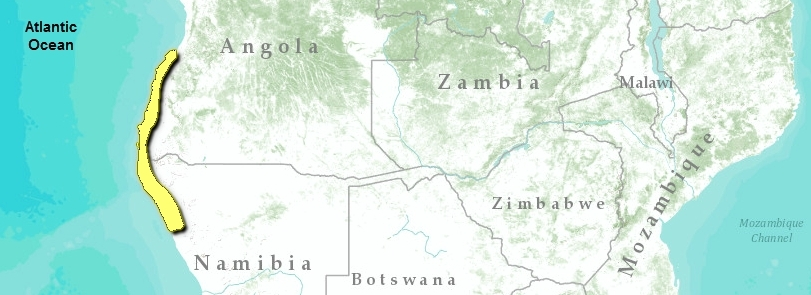 Atlantic
Ocean
Angola
Zambia
Malawi
Mozambique
Zimbabwe
Mozambique
Channel
Namibia
Botswana